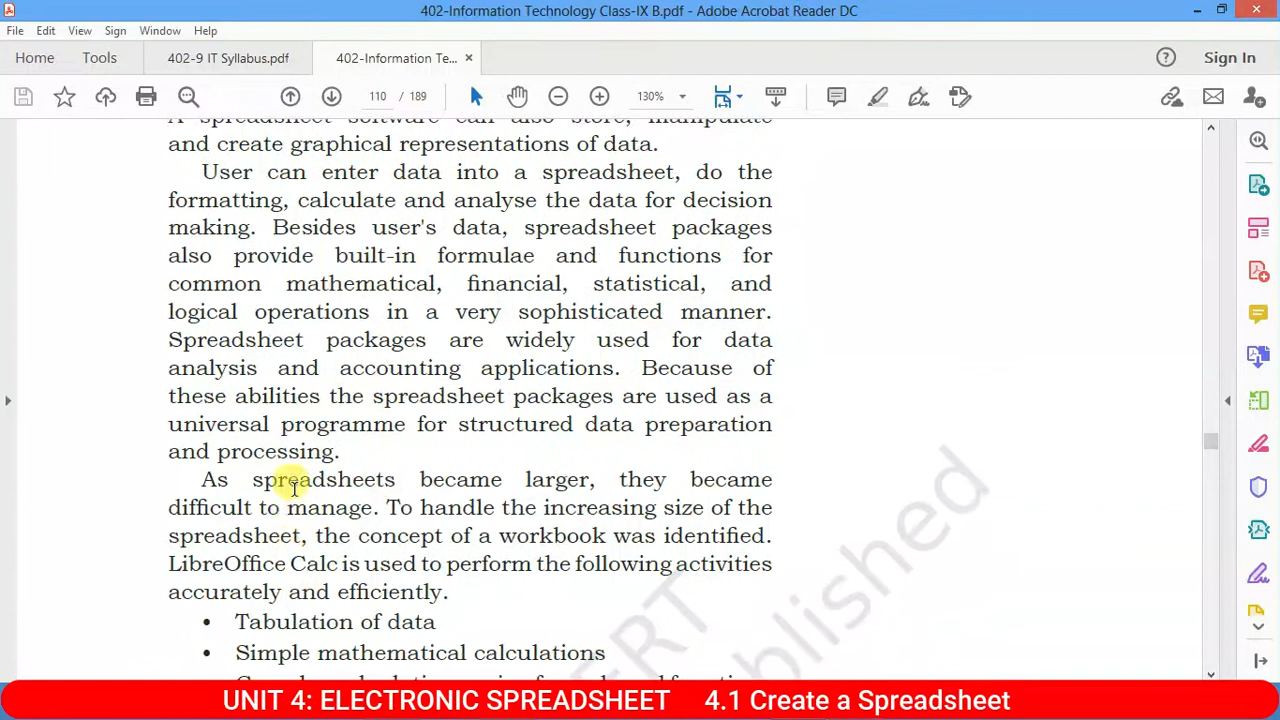 402-Information Technology Class-IX B.pdf - Adobe Acrobat Reader DC
File Edit View Sign Window Help
Home Tools 402-9 IT Syllabus.pdf 402-Information Te... × Sign In
110 / 189 130%
A spreadsheet software can also store, manipulate
and create graphical representations of data.
User can enter data into a spreadsheet, do the
formatting, calculate and analyse the data for decision
making. Besides user's data, spreadsheet packages
also provide built-in formulae and functions for
common mathematical, financial, statistical, and
logical operations in a very sophisticated manner.
Spreadsheet packages are widely used for data
analysis and accounting applications. Because of
these abilities the spreadsheet packages are used as a
universal programme for structured data preparation
and processing.
As spreadsheets became larger, they became
difficult to manage. To handle the increasing size of the
spreadsheet, the concept of a workbook was identified.
LibreOffice Calc is used to perform the following activities
accurately and efficiently.
• Tabulation of data
• Simple mathematical calculations
UNIT 4: ELECTRONIC SPREADSHEET 4.1 Create a Spreadsheet